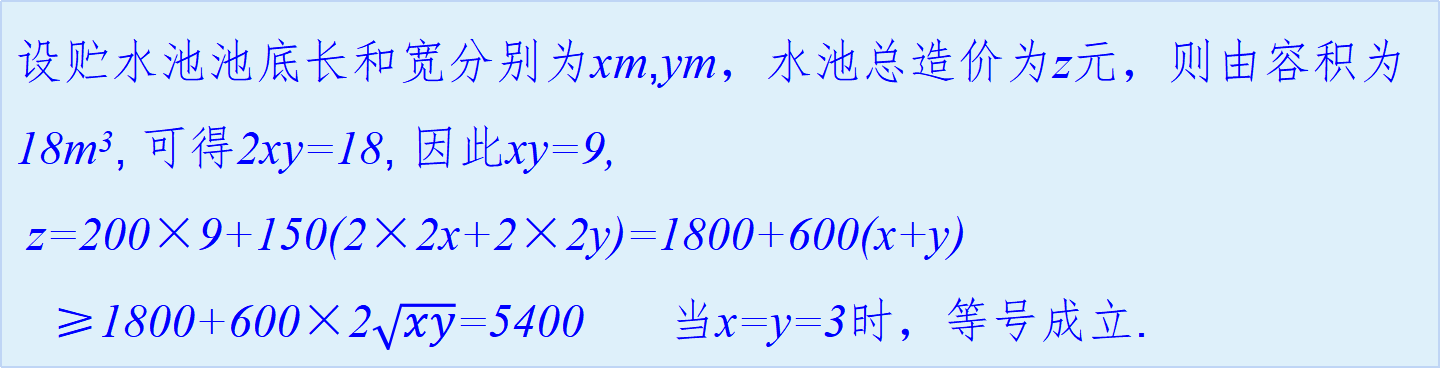 设贮水池池底长和宽分别为xm,ym，水池总造价为z元，则由容积为
18m³, 可得2xy=18, 因此xy=9,
z=200×9+150(2×2x+2×2y)=1800+600(x+y)
≥1800+600×2√xy=5400 当x=y=3时，等号成立.